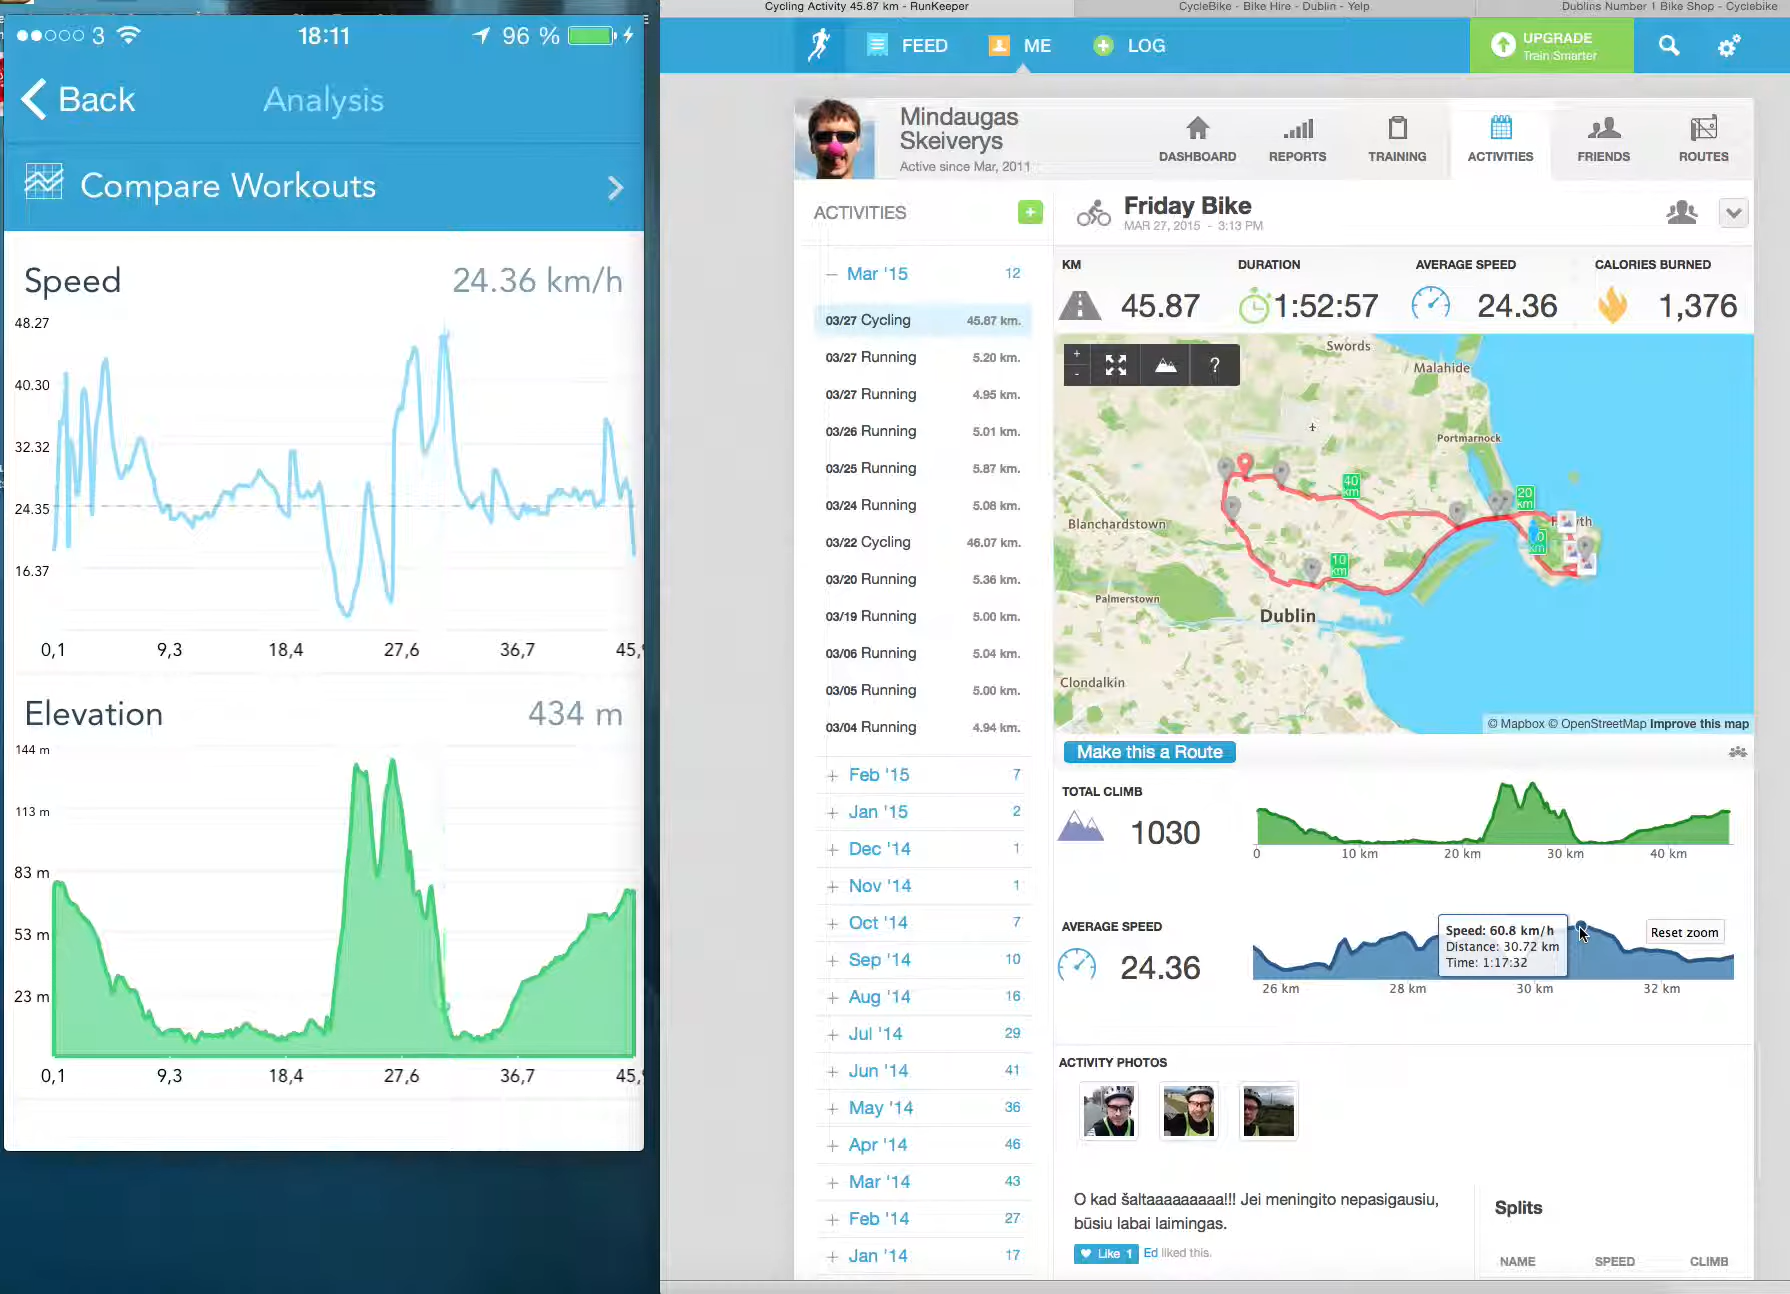 3
18:11
96 %
Back
Analysis
Compare Workouts
Speed
24.36 km/h
48.27
40.30
32.32
24.35
16.37
0,1
9,3
18,4
27,6
36,7
45,9
Elevation
434 m
144 m
113 m
83 m
53 m
23 m
0,1
9,3
18,4
27,6
36,7
45,9
Cycling Activity 45.87 km - RunKeeper
CycleBike - Bike Hire - Dublin - Yelp
Dublins Number 1 Bike Shop - Cyclebike
FEED
ME
LOG
UPGRADE
Train Smarter
Mindaugas
Skeiverys
Active since Mar, 2011
DASHBOARD
REPORTS
TRAINING
ACTIVITIES
FRIENDS
ROUTES
ACTIVITIES
Mar '15 12
03/27 Cycling 45.87 km.
03/27 Running 5.20 km.
03/27 Running 4.95 km.
03/26 Running 5.01 km.
03/25 Running 5.87 km.
03/24 Running 5.08 km.
03/22 Cycling 46.07 km.
03/20 Running 5.36 km.
03/19 Running 5.00 km.
03/06 Running 5.04 km.
03/05 Running 5.00 km.
03/04 Running 4.94 km.
Feb '15 7
Jan '15 2
Dec '14 1
Nov '14 1
Oct '14 7
Sep '14 10
Aug '14 16
Jul '14 29
Jun '14 41
May '14 36
Apr '14 46
Mar '14 43
Feb '14 27
Jan '14 17
Friday Bike
MAR 27, 2015 - 3:13 PM
KM
45.87
DURATION
1:52:57
AVERAGE SPEED
24.36
CALORIES BURNED
1,376
+
-
?
Swords
Malahide
Portmarnock
Blanchardstown
Palmerstown
Dublin
Clondalkin
40 km
20 km
10 km
© Mapbox © OpenStreetMap Improve this map
Make this a Route
TOTAL CLIMB
1030
0 10 km 20 km 30 km 40 km
AVERAGE SPEED
24.36
Speed: 60.8 km/h
Distance: 30.72 km
Time: 1:17:32
Reset zoom
26 km 28 km 30 km 32 km
ACTIVITY PHOTOS
O kad šaltaaaaaaaaa!!! Jei meningito nepasigausiu,
būsiu labai laimingas.
Like 1
Ed liked this.
Splits
NAME SPEED CLIMB